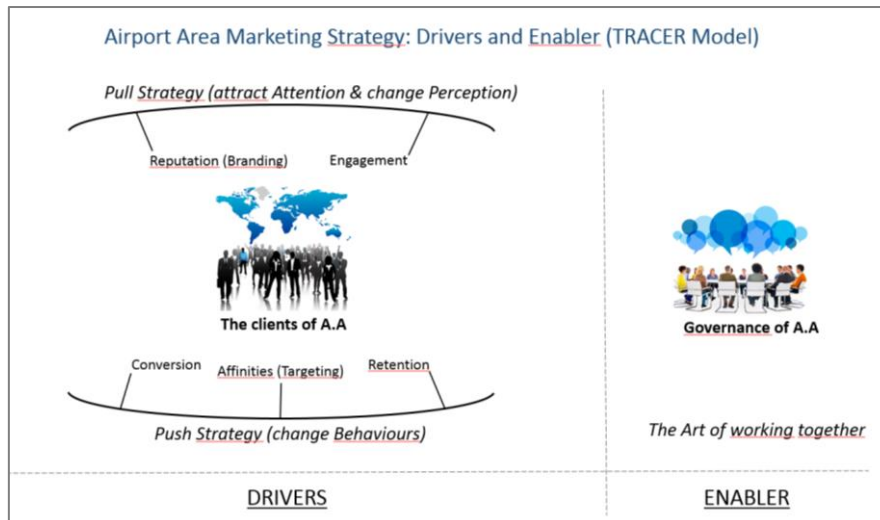 Airport Area Marketing Strategy: Drivers and Enabler (TRACER Model)
Pull Strategy (attract Attention & change Perception)
Reputation (Branding)
Engagement
The clients of A.A
Conversion
Affinities (Targeting)
Retention
Push Strategy (change Behaviours)
Governance of A.A
The Art of working together
DRIVERS
ENABLER